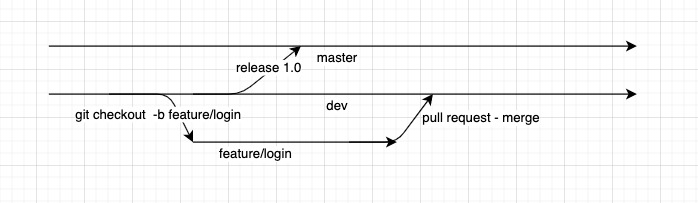 master
release 1.0
dev
git checkout -b feature/login
pull request - merge
feature/login